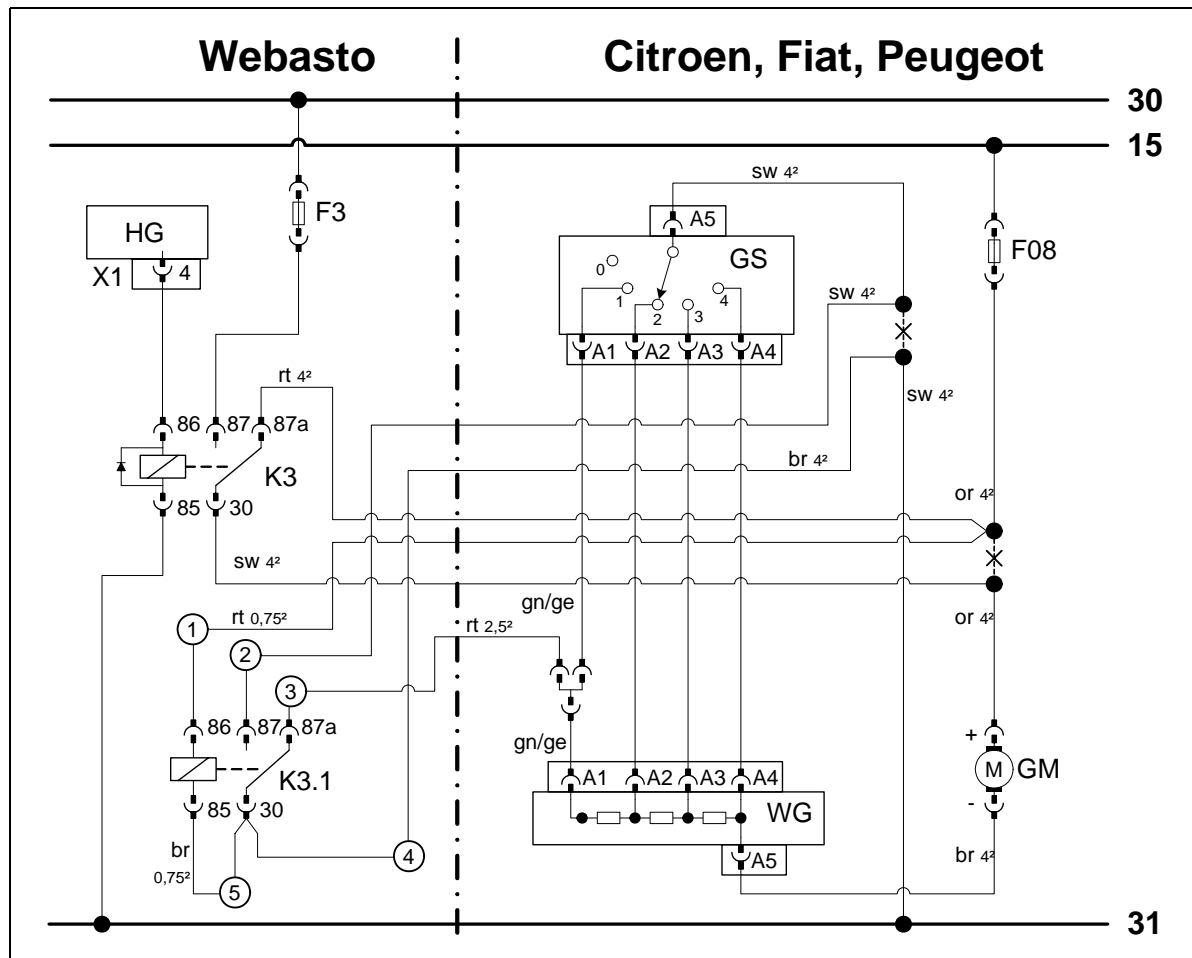 Webasto
Citroen, Fiat, Peugeot
30
15
sw 4²
F3
A5
HG
GS
F08
X1
4
0
1
2
3
4
sw 4²
A1
A2
A3
A4
rt 4²
sw 4²
86
87
87a
K3
br 4²
85
30
or 4²
sw 4²
gn/ge
1
rt 0,75²
rt 2,5²
or 4²
2
3
86
87
87a
gn/ge
+
K3.1
A1
A2
A3
A4
M
GM
85
30
WG
-
br
0,75²
4
A5
br 4²
5
31